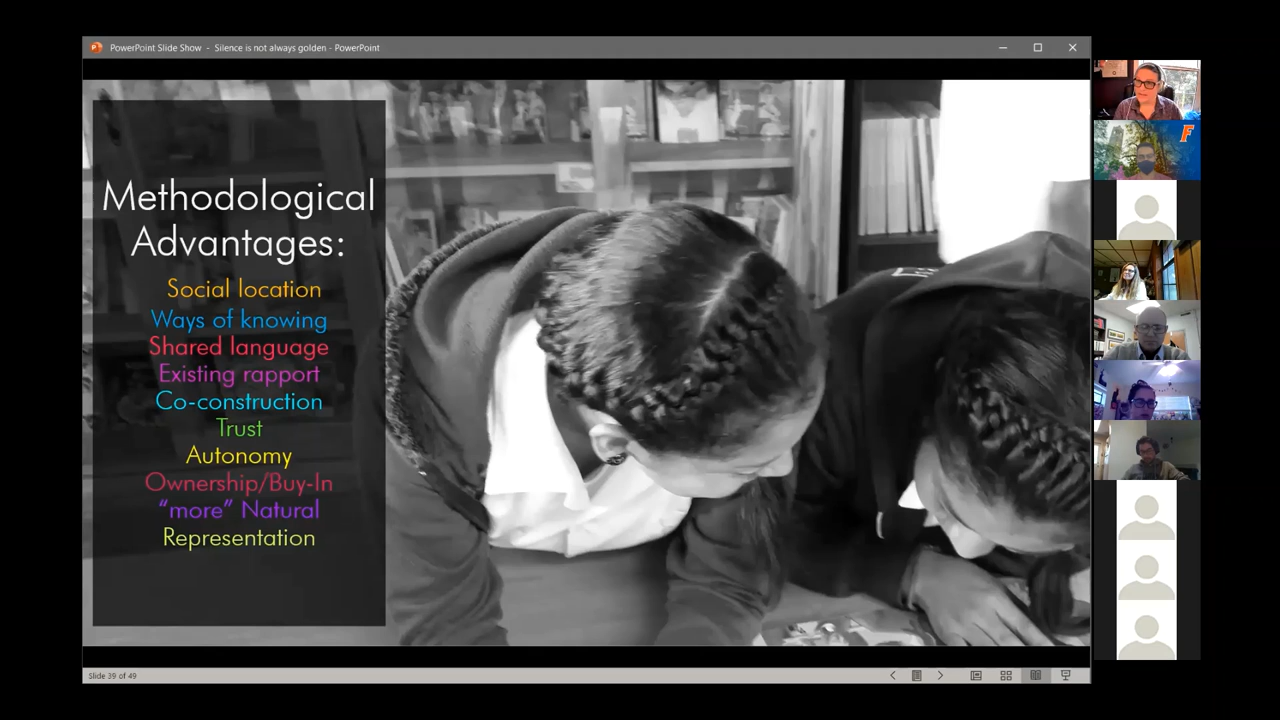 PowerPoint Slide Show - Silence is not always golden - PowerPoint
Methodological
Advantages:
Social location
Ways of knowing
Shared language
Existing rapport
Co-construction
Trust
Autonomy
Ownership/Buy-In
“more” Natural
Representation
Slide 39 of 49
F